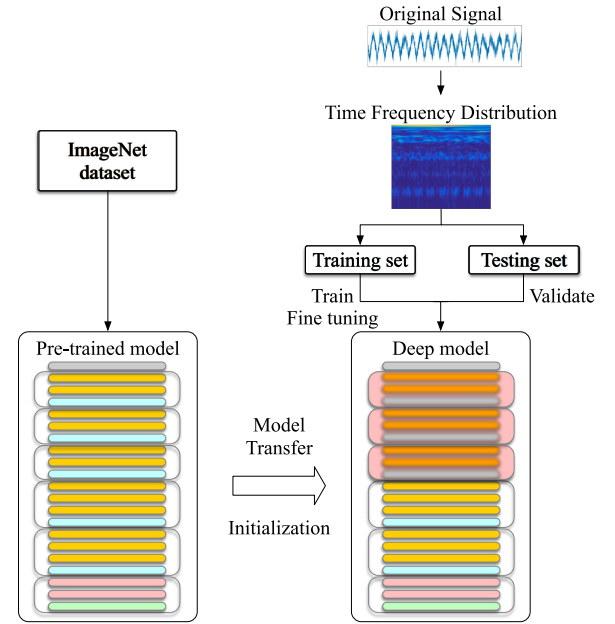 Original Signal
Time Frequency Distribution
ImageNet
dataset
Training set
Testing set
Train
Fine tuning
Validate
Pre-trained model
Deep model
Model
Transfer
Initialization